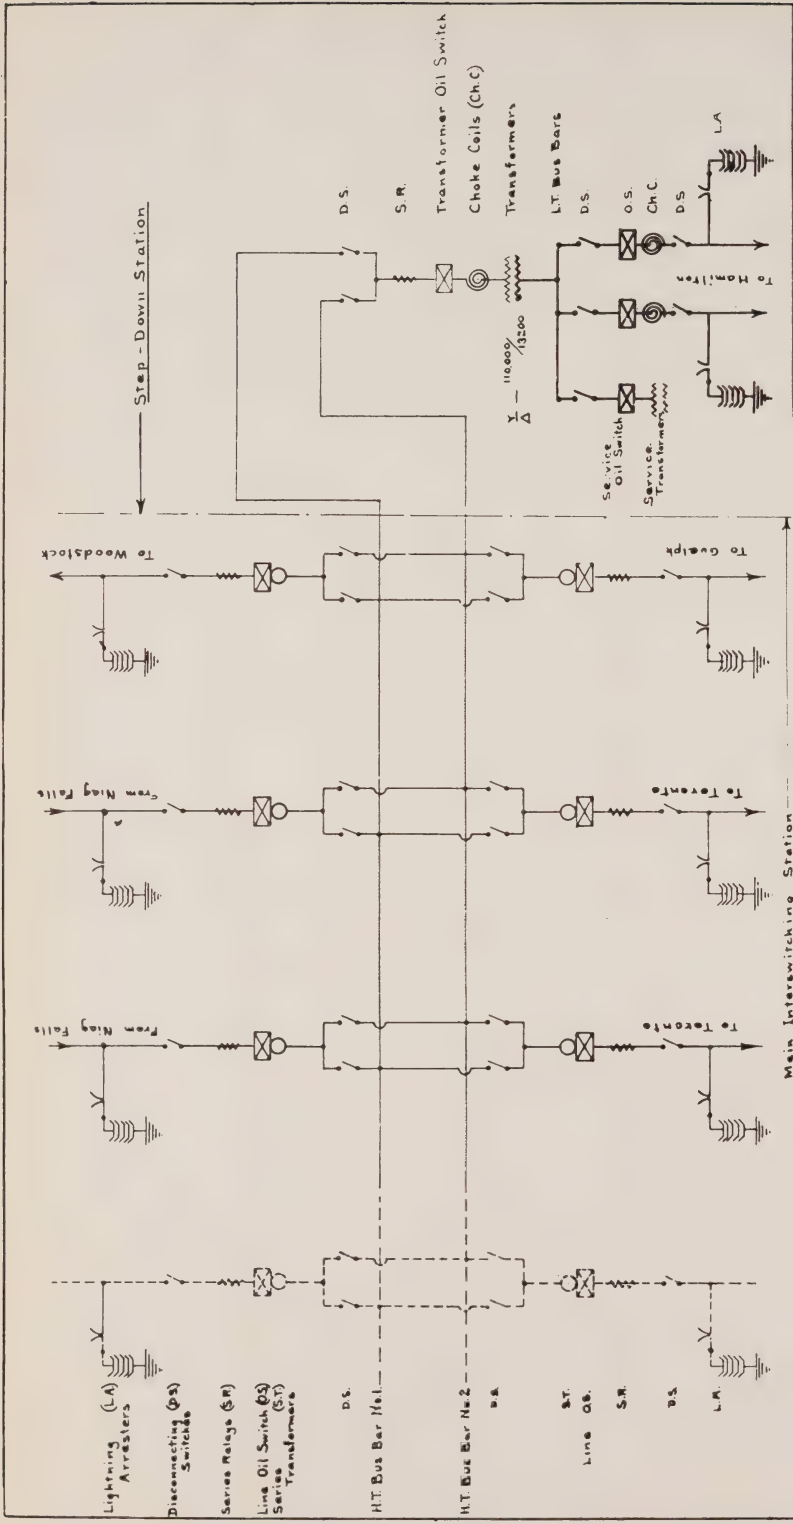 Step-Down Station
To Woodstock
From Niag Falls
From Niag Falls
Lightning (L.A)
Arresters
Disconnecting (D.S)
Switches
Series Relays (S.R)
Line Oil Switch (O.S)
Series (S.T)
Transformers
D.S.
H.T. Bus Bar No.1
H.T. Bus Bar No.2
D.S.
S.T.
Line O.S.
S.R.
D.S.
L.A.
To Toronto
To Toronto
To Guelph
Main Interswitching Station
D.S.
S.R.
Transformer Oil Switch
Choke Coils (Ch.C)
Transformers
Y/Δ — 110,000/13200
L.T. Bus Bars
D.S.
O.S.
Ch.C.
D.S
L.A
Service
Oil Switch
Service
Transformers
To Hamilton